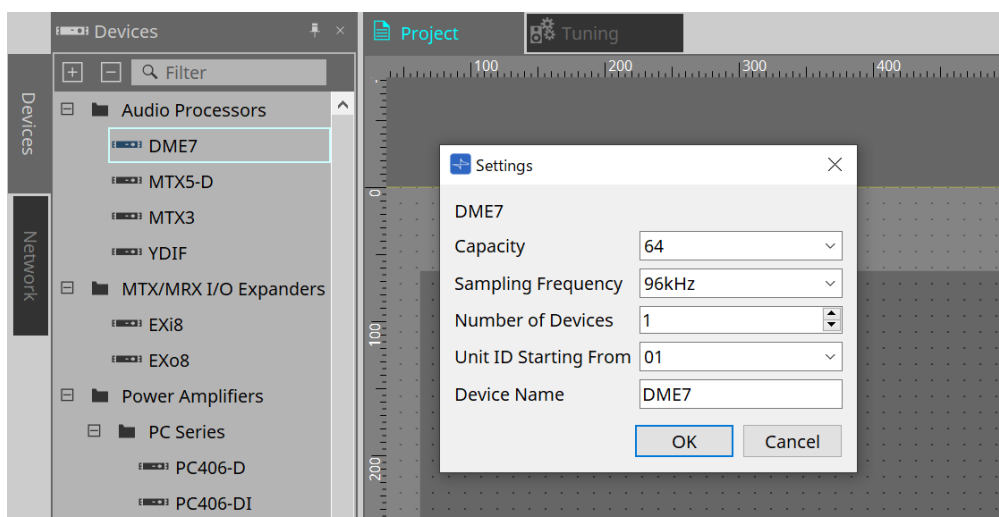 Devices
Project
Tuning
Filter
100
200
300
400
Devices
Network
Audio Processors
DME7
MTX5-D
MTX3
YDIF
MTX/MRX I/O Expanders
EXi8
EXo8
Power Amplifiers
PC Series
PC406-D
PC406-DI
0
100
200
Settings
DME7
Capacity 64
Sampling Frequency 96kHz
Number of Devices 1
Unit ID Starting From 01
Device Name DME7
OK Cancel